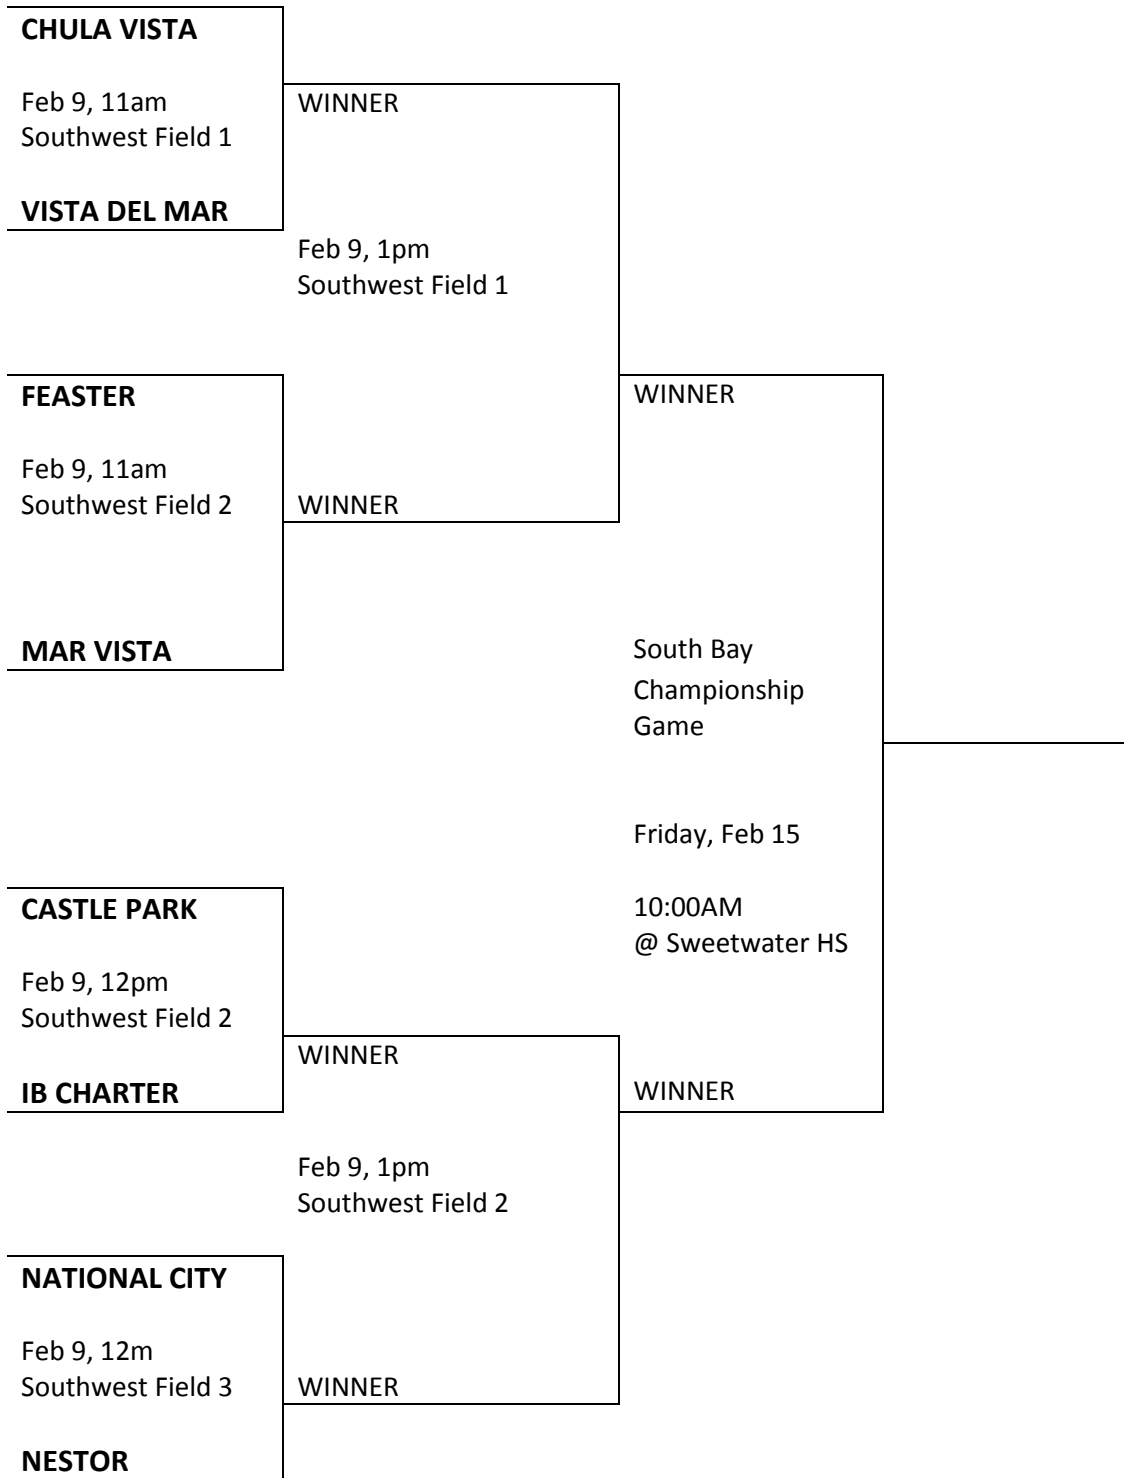 CHULA VISTA
Feb 9, 11am
Southwest Field 1
VISTA DEL MAR
WINNER
Feb 9, 1pm
Southwest Field 1
FEASTER
Feb 9, 11am
Southwest Field 2
MAR VISTA
WINNER
WINNER
South Bay
Championship
Game
Friday, Feb 15
10:00AM
@ Sweetwater HS
CASTLE PARK
Feb 9, 12pm
Southwest Field 2
IB CHARTER
WINNER
WINNER
Feb 9, 1pm
Southwest Field 2
NATIONAL CITY
Feb 9, 12m
Southwest Field 3
NESTOR
WINNER